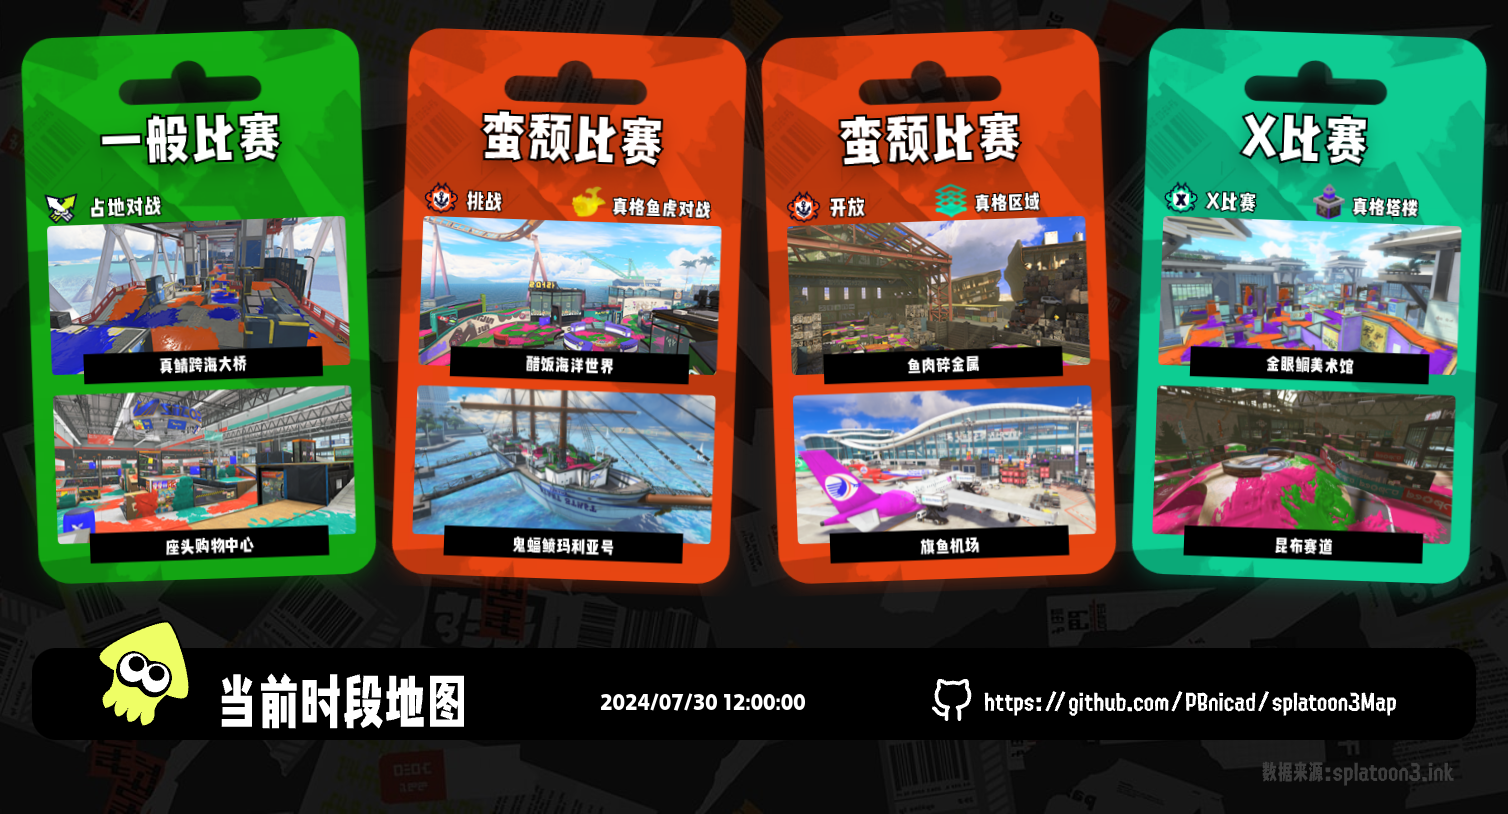 一般比赛
占地对战
真鲭跨海大桥
座头购物中心
蛮颓比赛
挑战
真格鱼虎对战
醋饭海洋世界
鬼蝠鲼玛利亚号
蛮颓比赛
开放
真格区域
鱼肉碎金属
旗鱼机场
X比赛
X比赛
真格塔楼
金眼鲷美术馆
昆布赛道
当前时段地图
2024/07/30 12:00:00
https://github.com/PBnicad/splatoon3Map
数据来源:splatoon3.ink